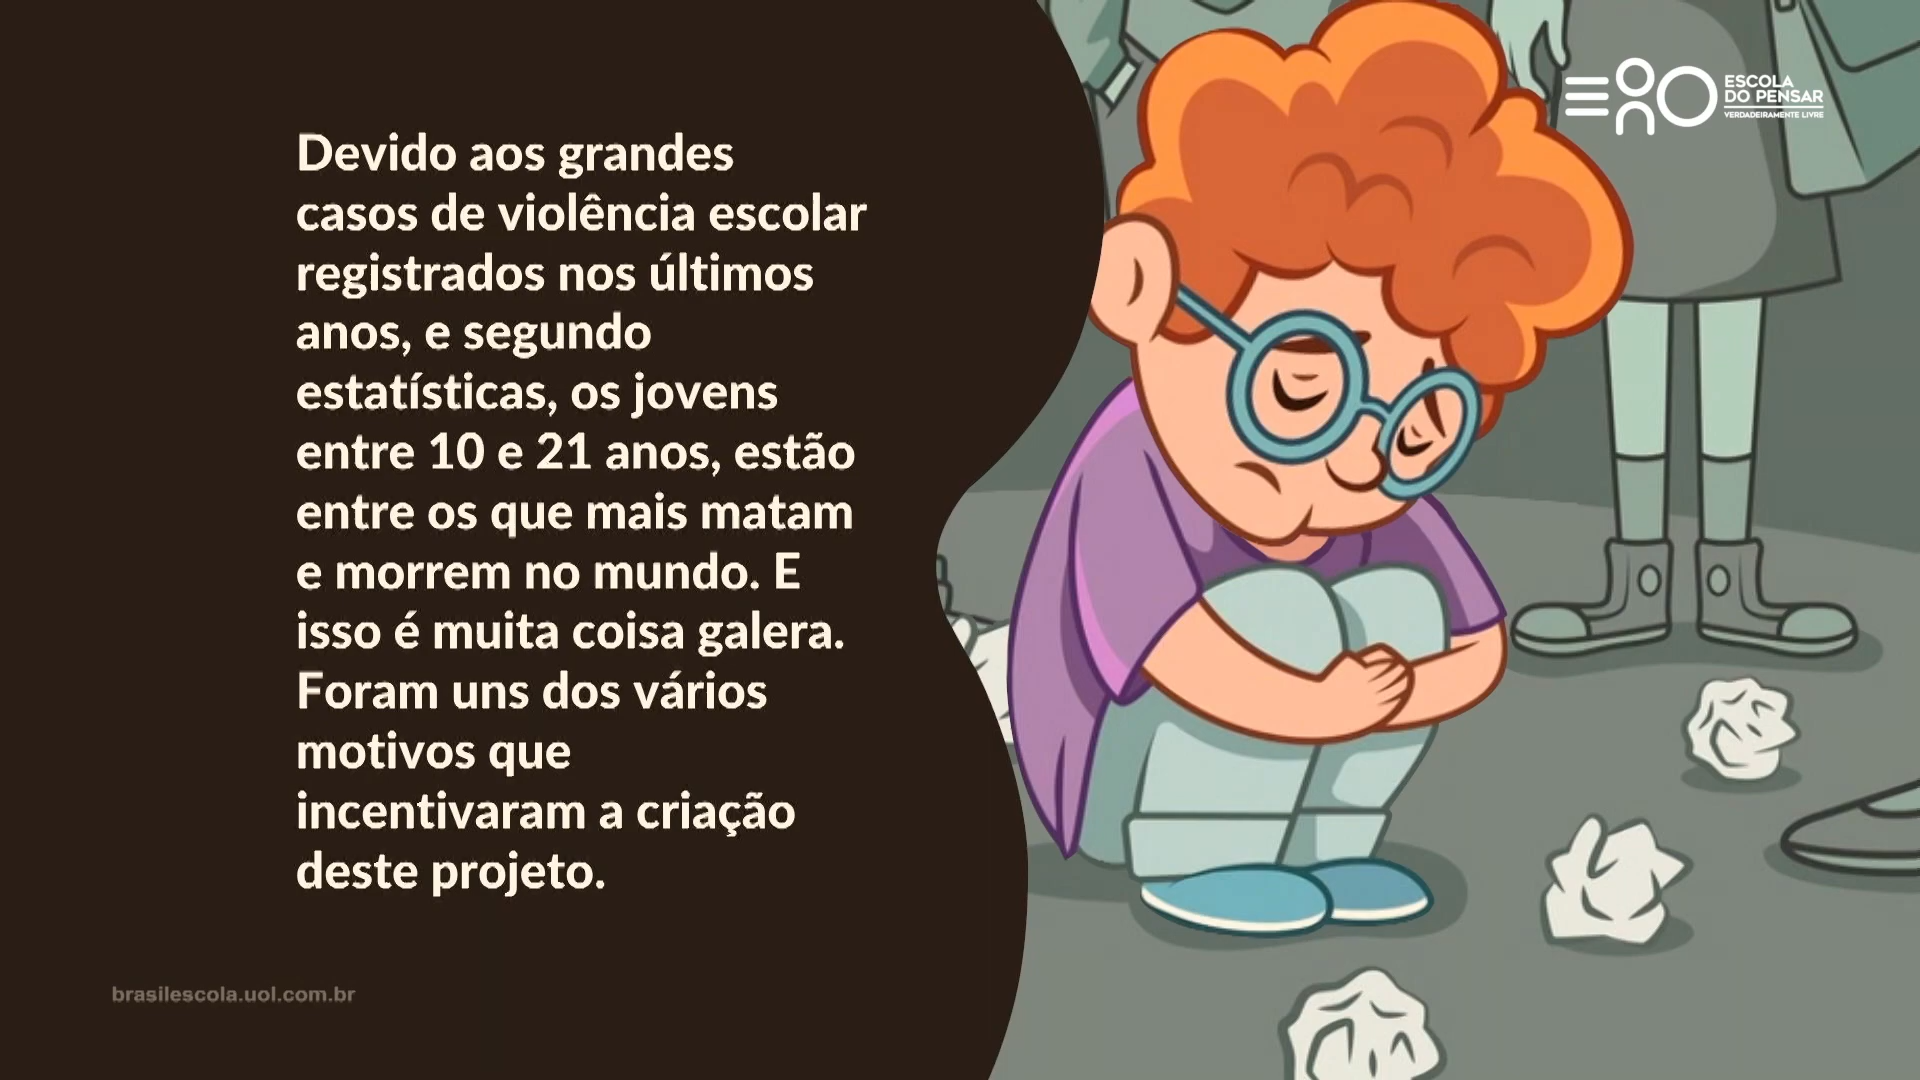 ESCOLA
DO PENSAR
VERDADEIRAMENTE LIVRE
Devido aos grandes
casos de violência escolar
registrados nos últimos
anos, e segundo
estatísticas, os jovens
entre 10 e 21 anos, estão
entre os que mais matam
e morrem no mundo. E
isso é muita coisa galera.
Foram uns dos vários
motivos que
incentivaram a criação
deste projeto.
brasilescola.uol.com.br